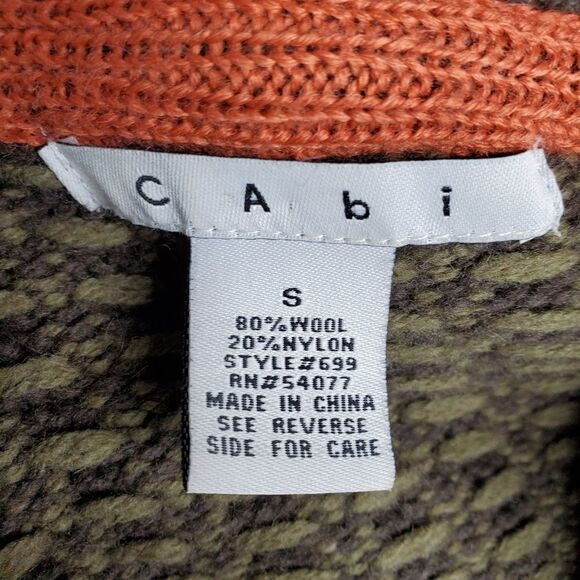 CAbi
S
80%WOOL
20%NYLON
STYLE#699
RN#54077
MADE IN CHINA
SEE REVERSE
SIDE FOR CARE